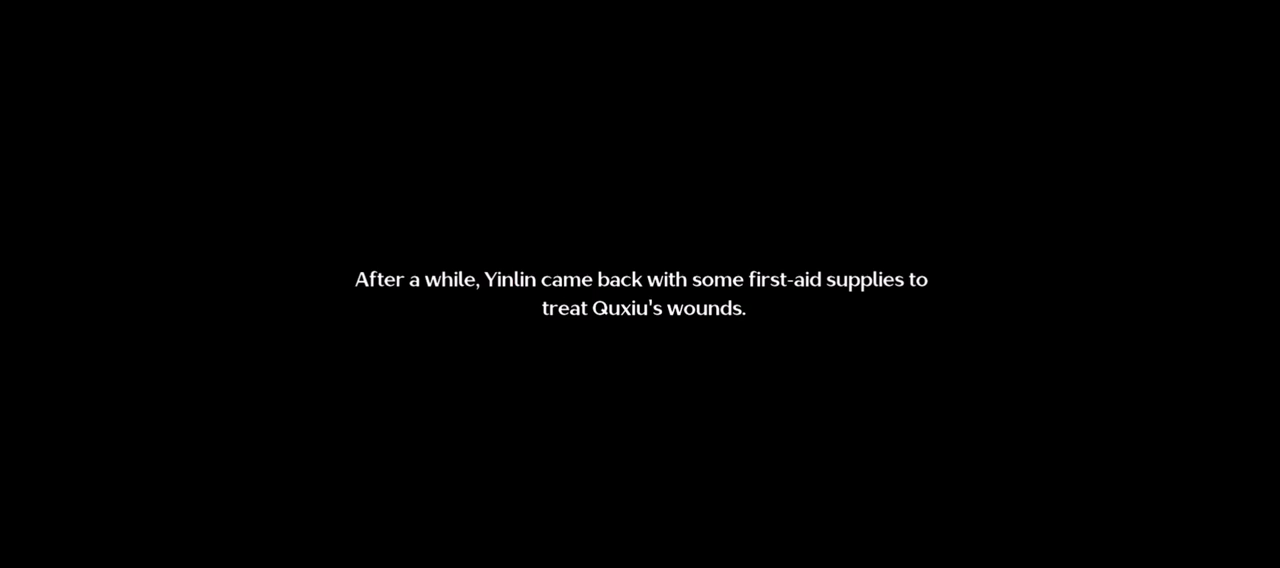 After a while, Yinlin came back with some first-aid supplies to
treat Quxiu's wounds.